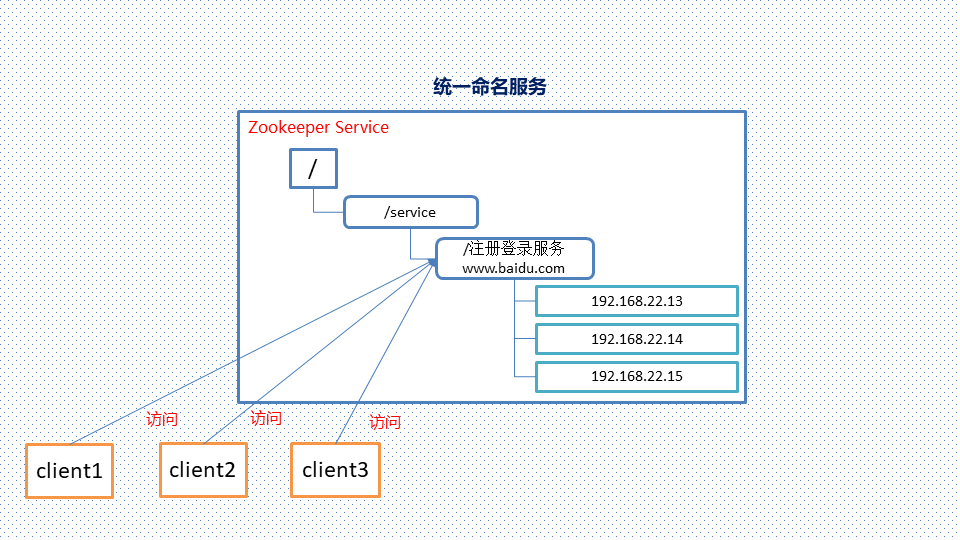 统一命名服务
Zookeeper Service
/
/service
/注册登录服务
www.baidu.com
192.168.22.13
192.168.22.14
192.168.22.15
访问
访问
访问
client1
client2
client3